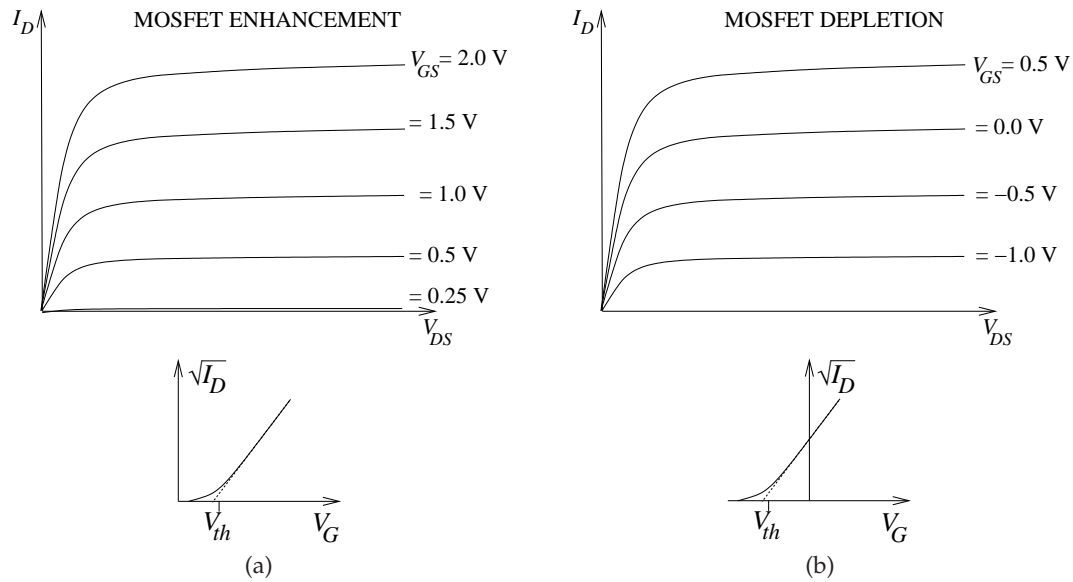 I_D
MOSFET ENHANCEMENT
V_GS = 2.0 V
= 1.5 V
= 1.0 V
= 0.5 V
= 0.25 V
V_DS
√I_D
V_th
V_G
(a)
I_D
MOSFET DEPLETION
V_GS = 0.5 V
= 0.0 V
= −0.5 V
= −1.0 V
V_DS
√I_D
V_th
V_G
(b)